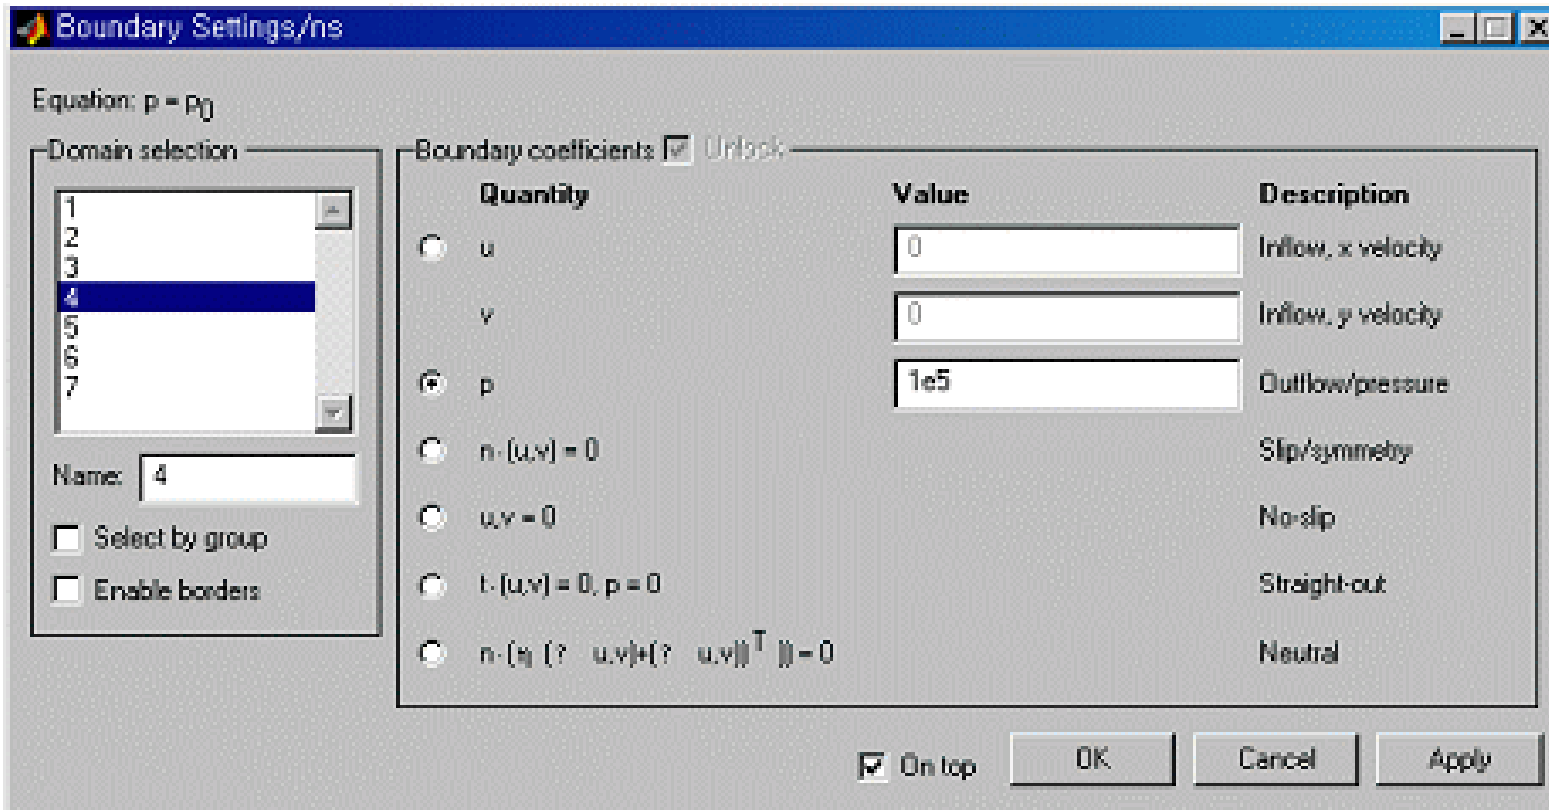 Boundary Settings/ns
Equation: p = p0
Domain selection
1
2
3
4
5
6
7
Name: 4
Select by group
Enable borders
Boundary coefficients Unlock
Quantity Value Description
u 0 Inflow, x velocity
v 0 Inflow, y velocity
p 1e5 Outflow/pressure
n·(u,v) = 0 Slip/symmetry
u,v = 0 No-slip
t·(u,v) = 0, p = 0 Straight-out
n·( (? u,v)+(? u,v))T )) = 0 Neutral
On top OK Cancel Apply